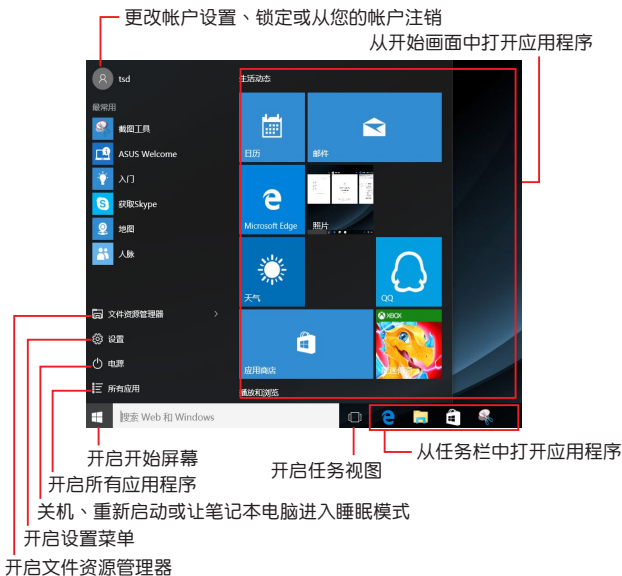 更改帐户设置、锁定或从您的帐户注销
从开始画面中打开应用程序
tsd
生活动态
最常用
截图工具
ASUS Welcome
入门
获取Skype
地图
人脉
日历
邮件
Microsoft Edge
照片
天气
QQ
XBOX
应用商店
播放和浏览
文件资源管理器
设置
电源
所有应用
搜索 Web 和 Windows
开启开始屏幕
开启任务视图
从任务栏中打开应用程序
开启所有应用程序
关机、重新启动或让笔记本电脑进入睡眠模式
开启设置菜单
开启文件资源管理器